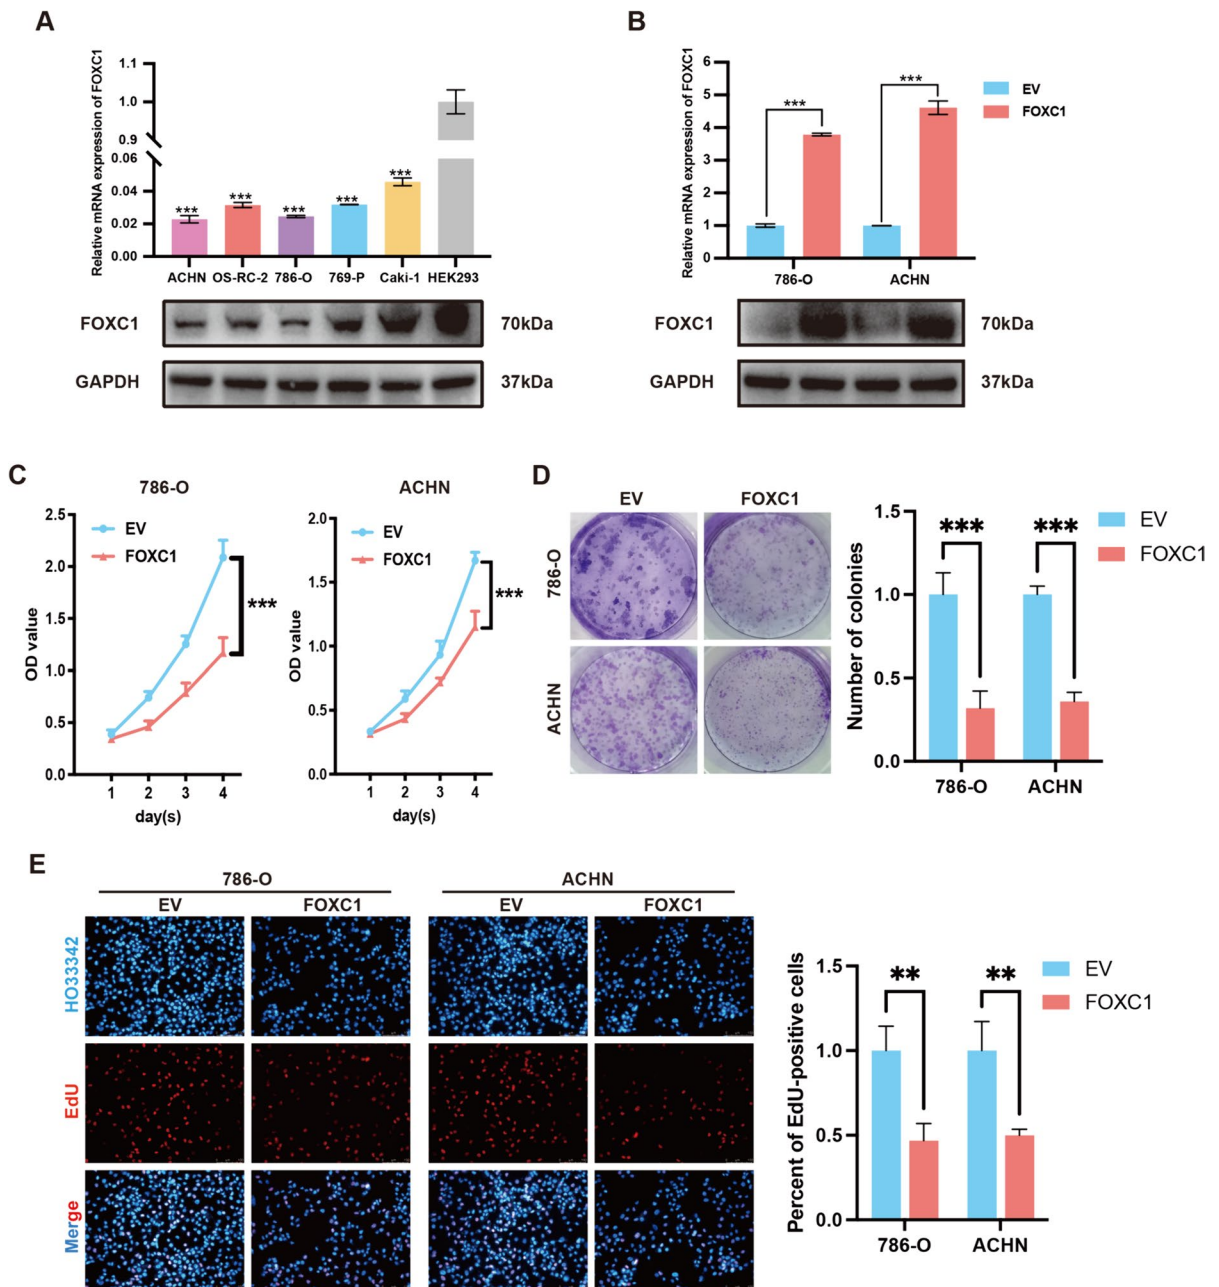 A
Relative mRNA expression of FOXC1
1.1
1.0
0.9
0.06
0.04
0.02
0.00
***
***
***
***
***
ACHN OS-RC-2 786-O 769-P Caki-1 HEK293
FOXC1 70kDa
GAPDH 37kDa
B
Relative mRNA expression of FOXC1
6
5
4
3
2
1
0
***
***
EV
FOXC1
786-O ACHN
FOXC1 70kDa
GAPDH 37kDa
C
786-O
OD value
2.5
2.0
1.5
1.0
0.5
0.0
EV
FOXC1
***
1 2 3 4
day(s)
ACHN
OD value
2.0
1.5
1.0
0.5
0.0
EV
FOXC1
***
1 2 3 4
day(s)
D
EV FOXC1
786-O
ACHN
Number of colonies
1.5
1.0
0.5
0.0
***
***
EV
FOXC1
786-O ACHN
E
786-O ACHN
EV FOXC1 EV FOXC1
HO33342
EdU
Merge
Percent of EdU-positive cells
1.5
1.0
0.5
0.0
**
**
EV
FOXC1
786-O ACHN